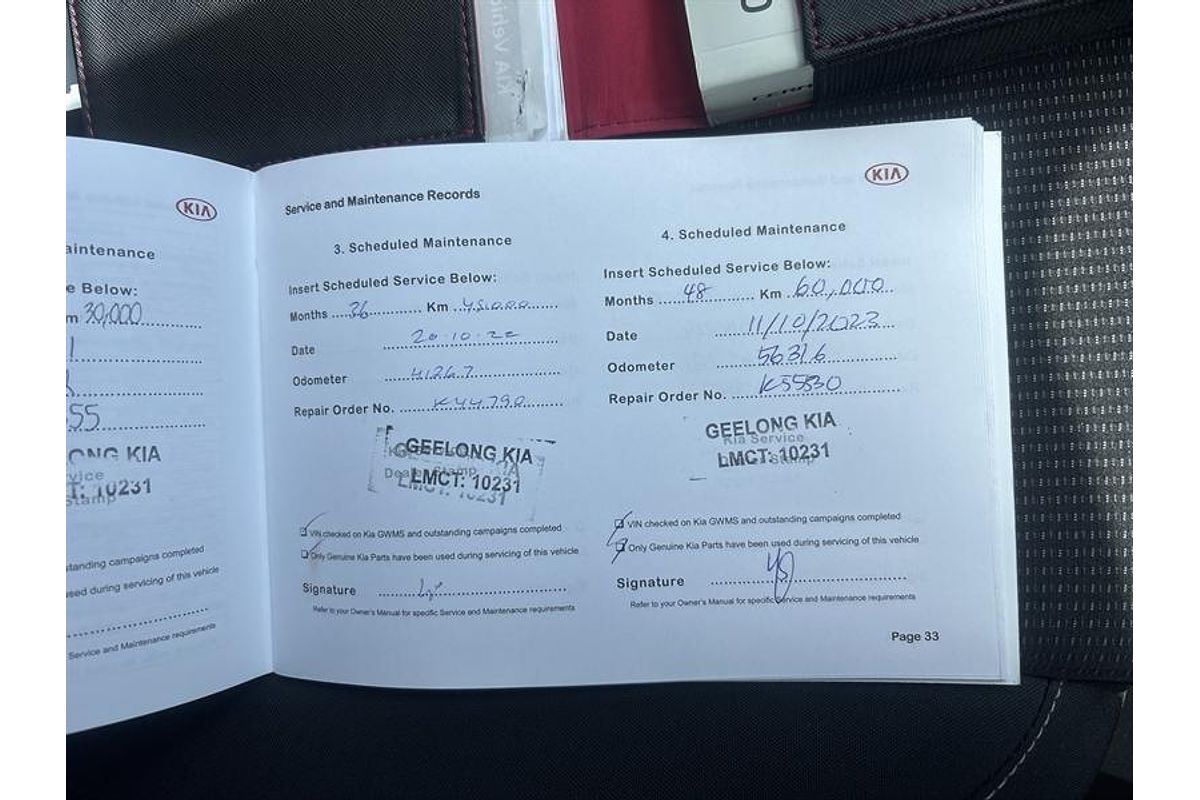 KIA
aintenance
e Below:
m 30,000
1
55
ONG KIA
vice
T: 10231
stamp
tanding campaigns completed
sed during servicing of this vehicle
Service and Maintenance requirements
Service and Maintenance Records
3. Scheduled Maintenance
Insert Scheduled Service Below:
Months 36 Km 45,000
Date 20.10.22
Odometer 41267
Repair Order No. K44790
GEELONG KIA
LMCT: 10231
VIN checked on Kia GWMS and outstanding campaigns completed
Only Genuine Kia Parts have been used during servicing of this vehicle
Signature
Refer to your Owner's Manual for specific Service and Maintenance requirements
KIA
4. Scheduled Maintenance
Insert Scheduled Service Below:
Months 48 Km 60,000
Date 11/10/2023
Odometer 56316
Repair Order No. K55530
GEELONG KIA
Kia Service
LMCT: 10231
VIN checked on Kia GWMS and outstanding campaigns completed
Only Genuine Kia Parts have been used during servicing of this vehicle
Signature
Refer to your Owner's Manual for specific Service and Maintenance requirements
Page 33